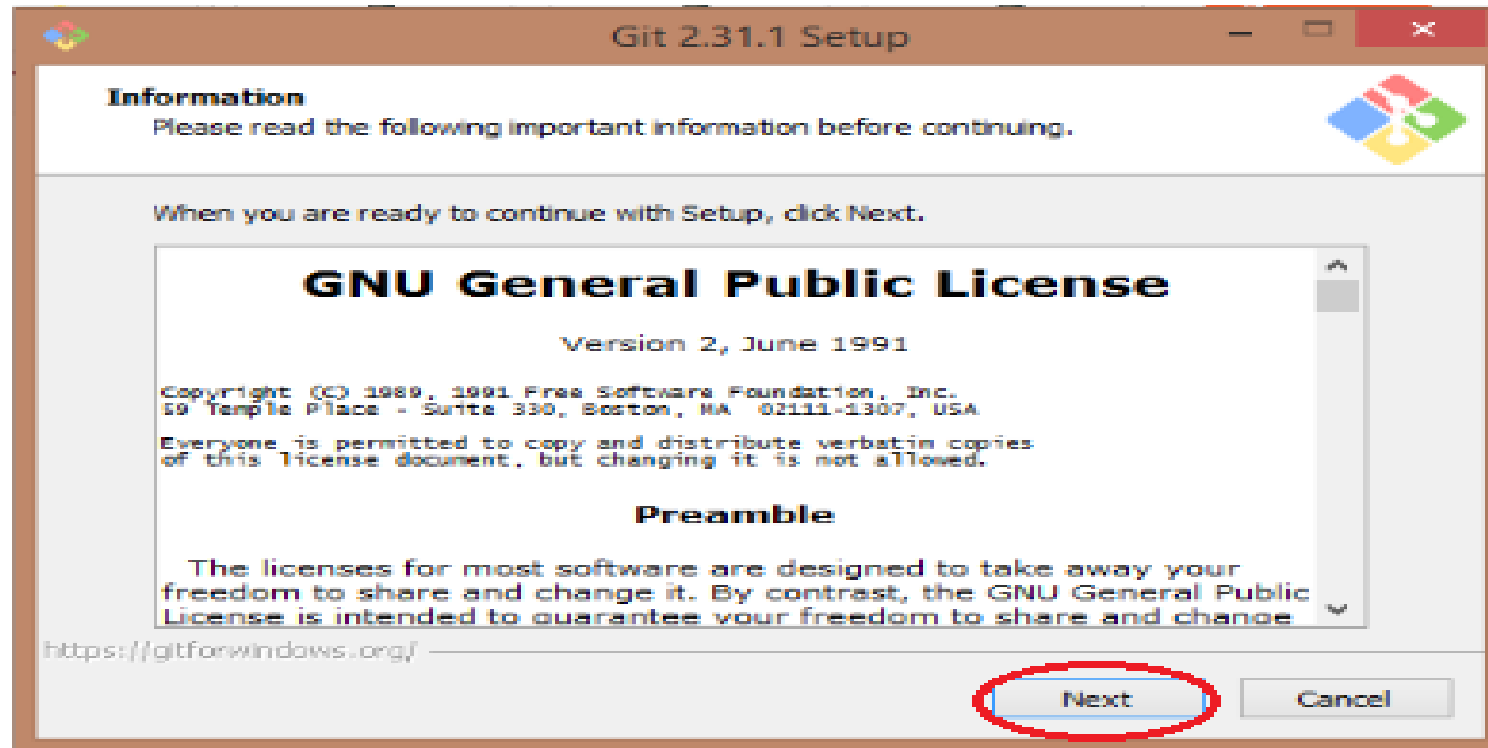 Git 2.31.1 Setup
Information
Please read the following important information before continuing.
When you are ready to continue with Setup, click Next.
GNU General Public License
Version 2, June 1991
Copyright (C) 1989, 1991 Free Software Foundation, Inc.
59 Temple Place - Suite 330, Boston, MA  02111-1307, USA
Everyone is permitted to copy and distribute verbatim copies
of this license document, but changing it is not allowed.
Preamble
The licenses for most software are designed to take away your
freedom to share and change it. By contrast, the GNU General Public
License is intended to guarantee your freedom to share and change
https://gitforwindows.org/
Next
Cancel